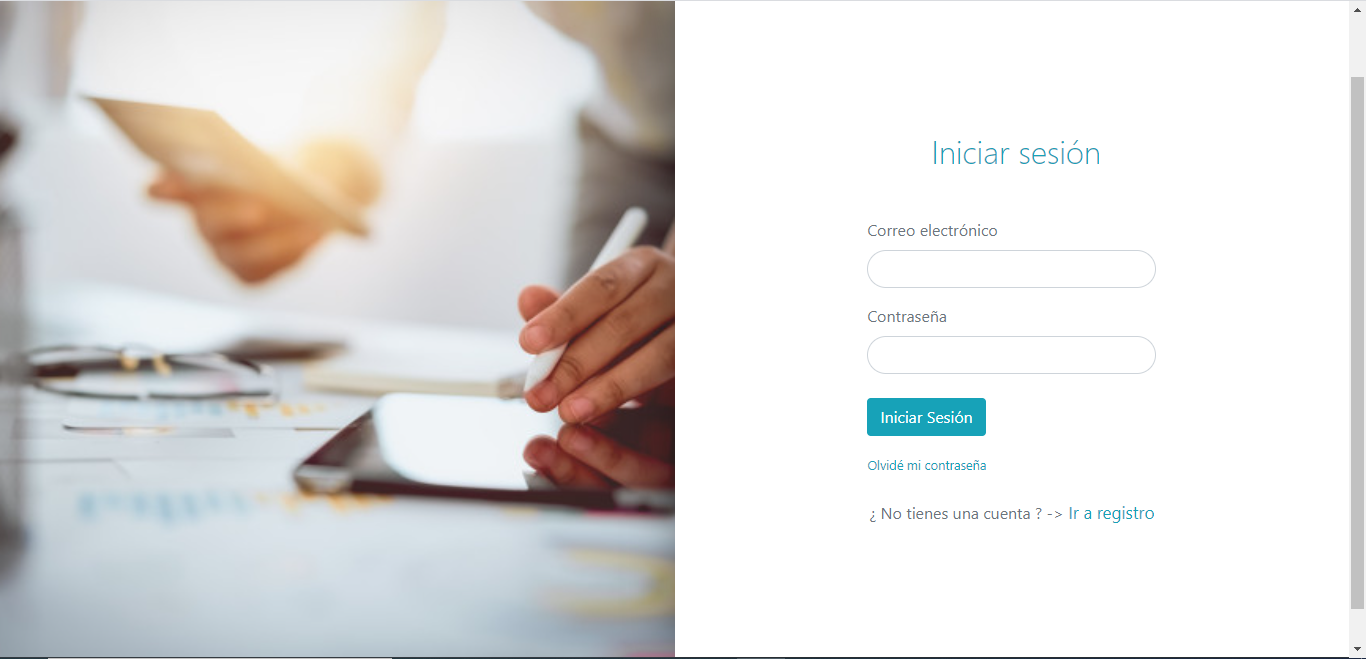 Iniciar sesión
Correo electrónico
Contraseña
Iniciar Sesión
Olvidé mi contraseña
¿ No tienes una cuenta ? -> Ir a registro